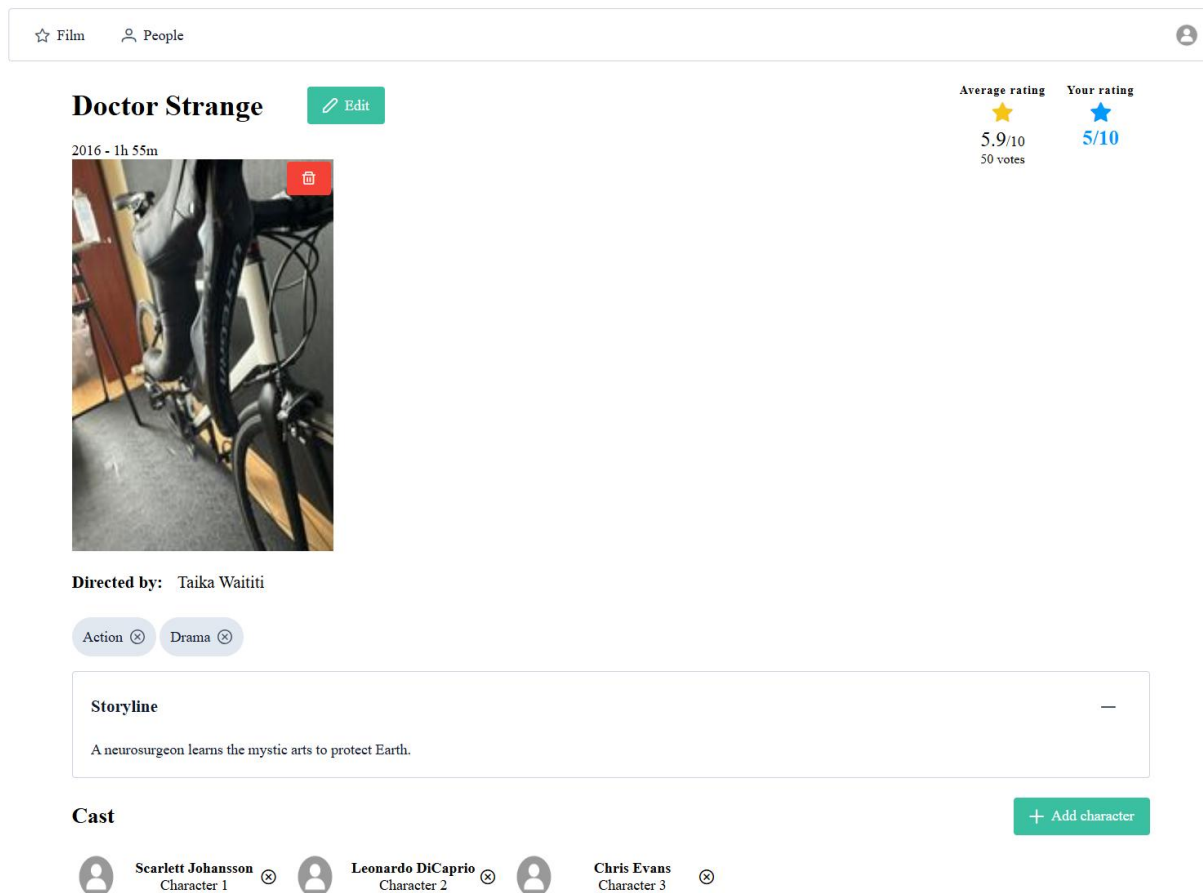 Film People
Doctor Strange Edit
Average rating Your rating
5.9/10 5/10
50 votes
2016 - 1h 55m
ULTEGRA
Directed by: Taika Waititi
Action Drama
Storyline
A neurosurgeon learns the mystic arts to protect Earth.
Cast Add character
Scarlett Johansson Leonardo DiCaprio Chris Evans
Character 1 Character 2 Character 3